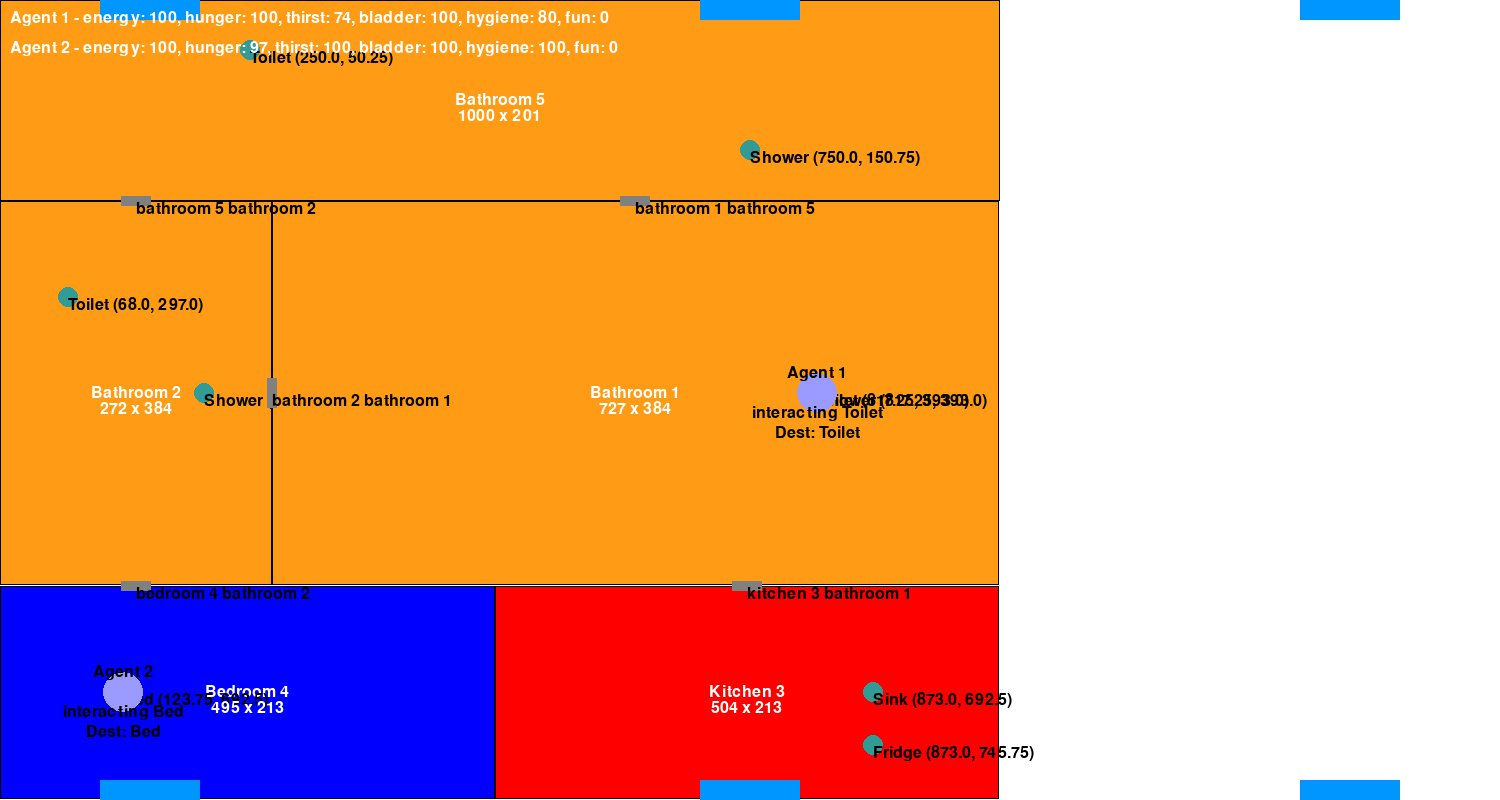 Agent 1 - energy: 100, hunger: 100, thirst: 74, bladder: 100, hygiene: 80, fun: 0
Agent 2 - energy: 100, hunger: 97, thirst: 100, bladder: 100, hygiene: 100, fun: 0
Toilet (250.0, 50.25)
Bathroom 5
1000 x 201
Shower (750.0, 150.75)
bathroom 5 bathroom 2
bathroom 1 bathroom 5
Toilet (68.0, 297.0)
Agent 1
Bathroom 2
272 x 384
Shower
bathroom 2 bathroom 1
Bathroom 1
727 x 384
interacting Toilet
Dest: Toilet
bedroom 4 bathroom 2
kitchen 3 bathroom 1
Agent 2
Bedroom 4
495 x 213
interacting Bed
Dest: Bed
Kitchen 3
504 x 213
Sink (873.0, 692.5)
Fridge (873.0, 745.75)